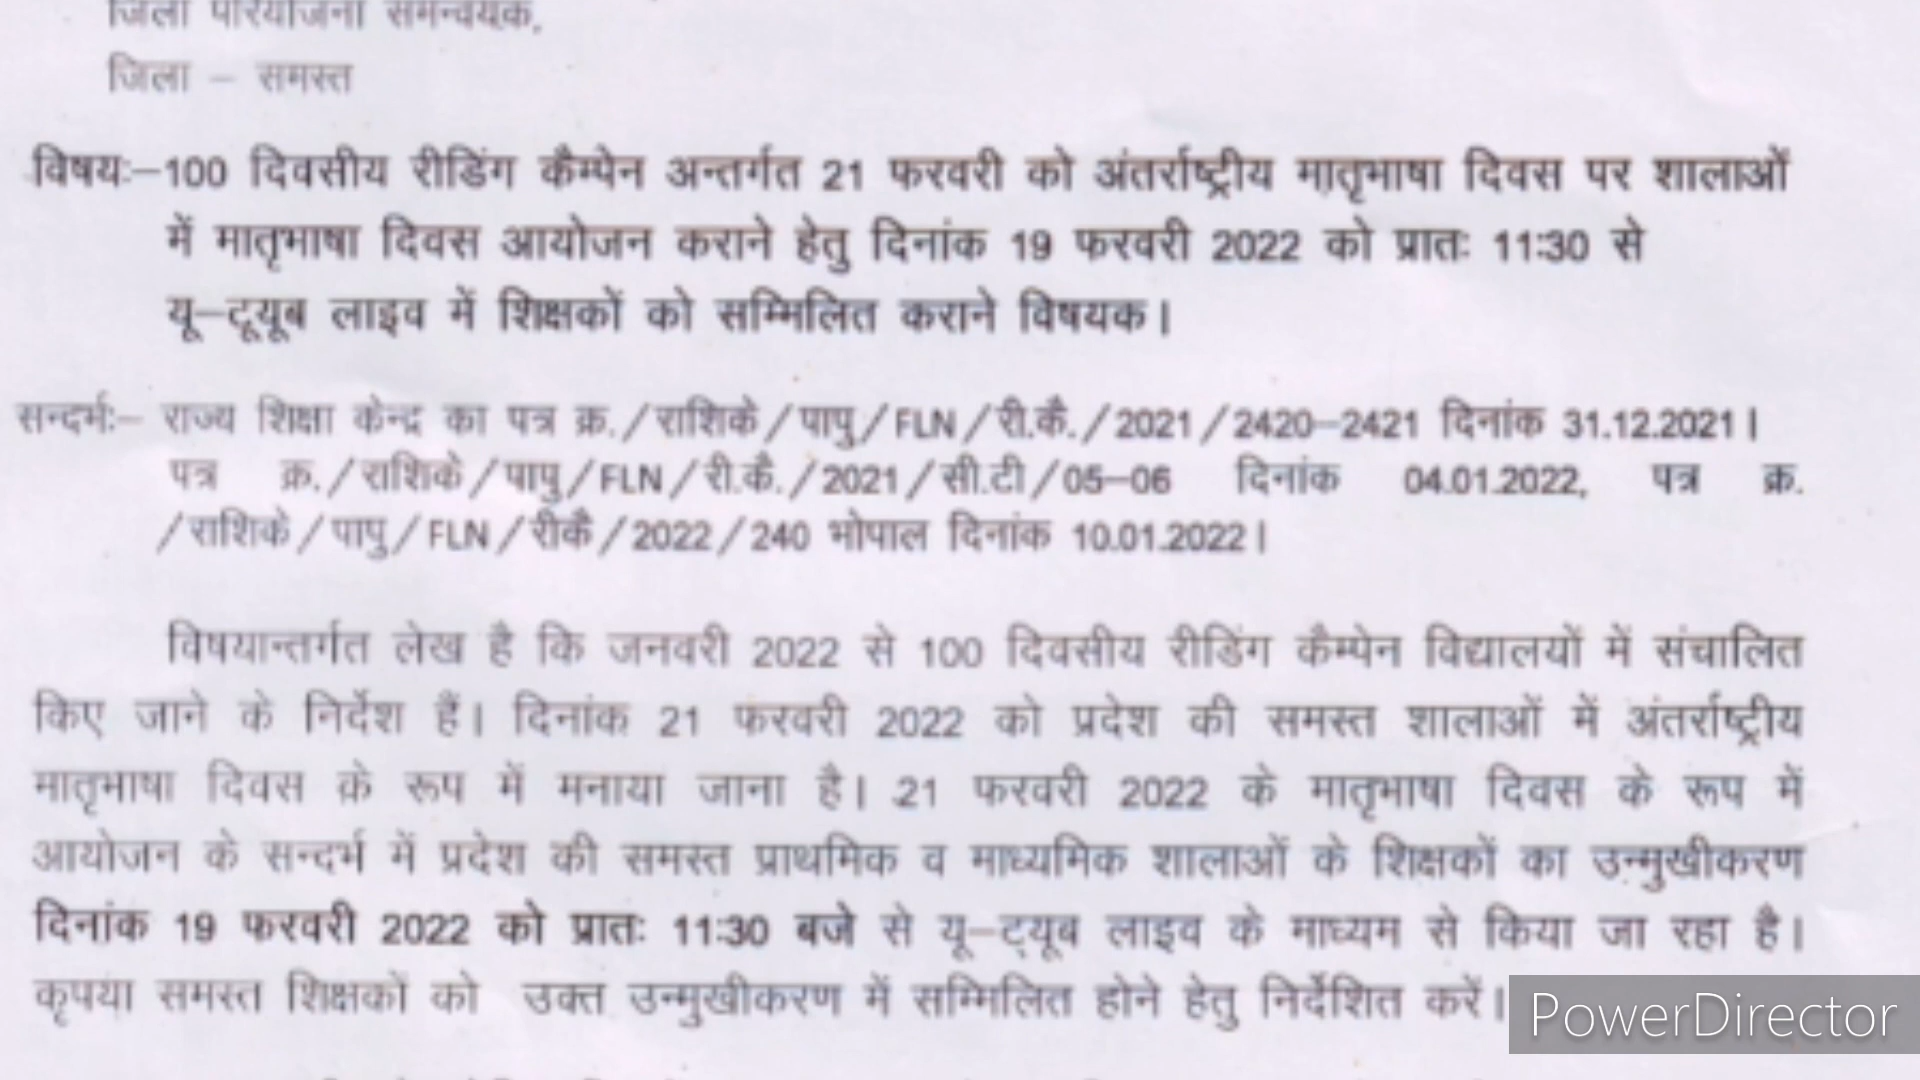 जिला परियोजना समन्वयक,
जिला – समस्त
विषयः–100 दिवसीय रीडिंग कैम्पेन अन्तर्गत 21 फरवरी को अंतर्राष्ट्रीय मातृभाषा दिवस पर शालाओं
में मातृभाषा दिवस आयोजन कराने हेतु दिनांक 19 फरवरी 2022 को प्रातः 11:30 से
यू–टूयूब लाइव में शिक्षकों को सम्मिलित कराने विषयक।
सन्दर्भः– राज्य शिक्षा केन्द्र का पत्र क्र./राशिके/पापु/FLN/री.कै./2021/2420–2421 दिनांक 31.12.2021।
पत्र क्र./राशिके/पापु/FLN/री.कै./2021/सी.टी/05–06 दिनांक 04.01.2022, पत्र क्र.
/राशिके/पापु/FLN/रीकै/2022/240 भोपाल दिनांक 10.01.2022।
विषयान्तर्गत लेख है कि जनवरी 2022 से 100 दिवसीय रीडिंग कैम्पेन विद्यालयों में संचालित
किए जाने के निर्देश हैं। दिनांक 21 फरवरी 2022 को प्रदेश की समस्त शालाओं में अंतर्राष्ट्रीय
मातृभाषा दिवस के रूप में मनाया जाना है। 21 फरवरी 2022 के मातृभाषा दिवस के रूप में
आयोजन के सन्दर्भ में प्रदेश की समस्त प्राथमिक व माध्यमिक शालाओं के शिक्षकों का उन्मुखीकरण
दिनांक 19 फरवरी 2022 को प्रातः 11:30 बजे से यू–ट्यूब लाइव के माध्यम से किया जा रहा है।
कृपया समस्त शिक्षकों को उक्त उन्मुखीकरण में सम्मिलित होने हेतु निर्देशित करें।
PowerDirector